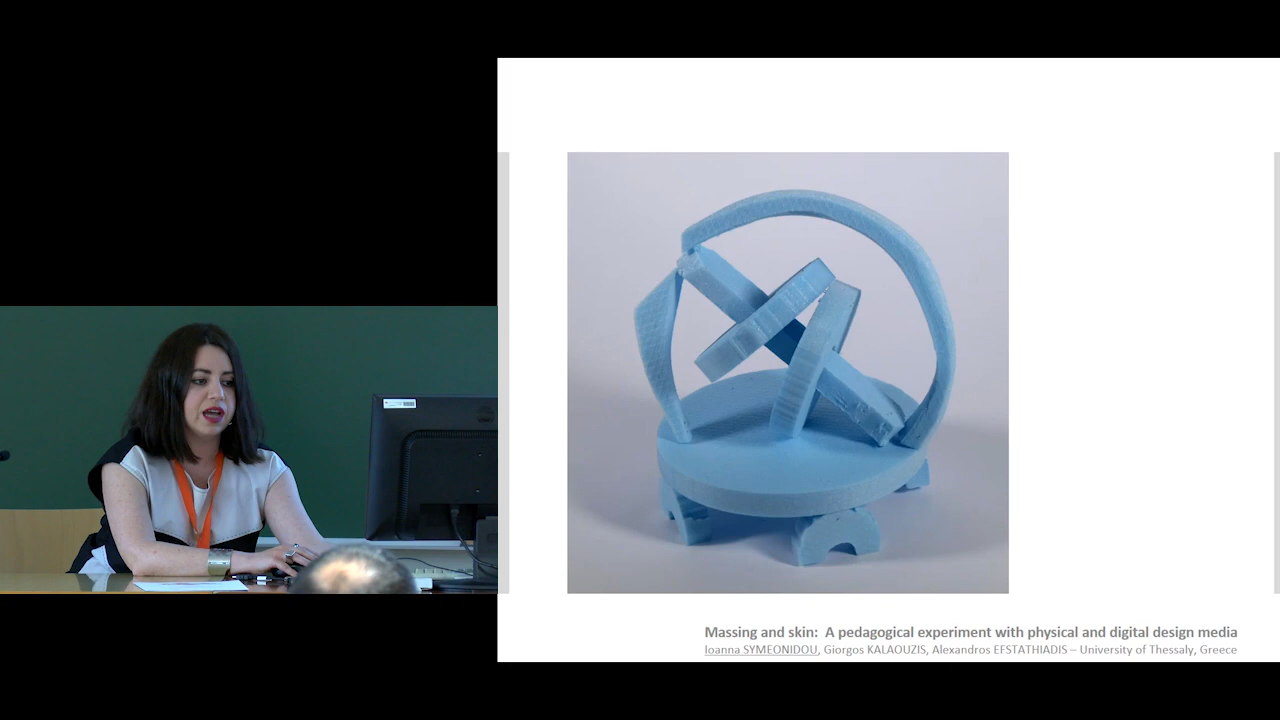 Massing and skin:  A pedagogical experiment with physical and digital design media
Ioanna SYMEONIDOU, Giorgos KALAOUZIS, Alexandros EFSTATHIADIS – University of Thessaly, Greece